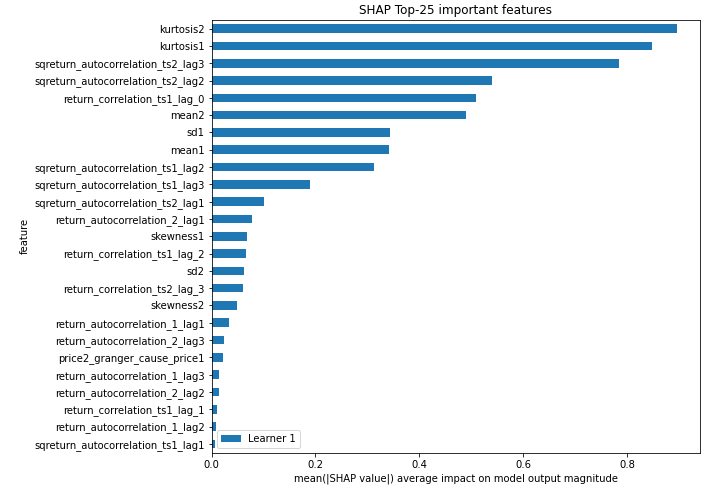 SHAP Top-25 important features
kurtosis2
kurtosis1
sqreturn_autocorrelation_ts2_lag3
sqreturn_autocorrelation_ts2_lag2
return_correlation_ts1_lag_0
mean2
sd1
mean1
sqreturn_autocorrelation_ts1_lag2
sqreturn_autocorrelation_ts1_lag3
sqreturn_autocorrelation_ts2_lag1
return_autocorrelation_2_lag1
skewness1
return_correlation_ts1_lag_2
sd2
return_correlation_ts2_lag_3
skewness2
return_autocorrelation_1_lag1
return_autocorrelation_2_lag3
price2_granger_cause_price1
return_autocorrelation_1_lag3
return_autocorrelation_2_lag2
return_correlation_ts1_lag_1
return_autocorrelation_1_lag2
sqreturn_autocorrelation_ts1_lag1
feature
Learner 1
0.0 0.2 0.4 0.6 0.8
mean(|SHAP value|) average impact on model output magnitude